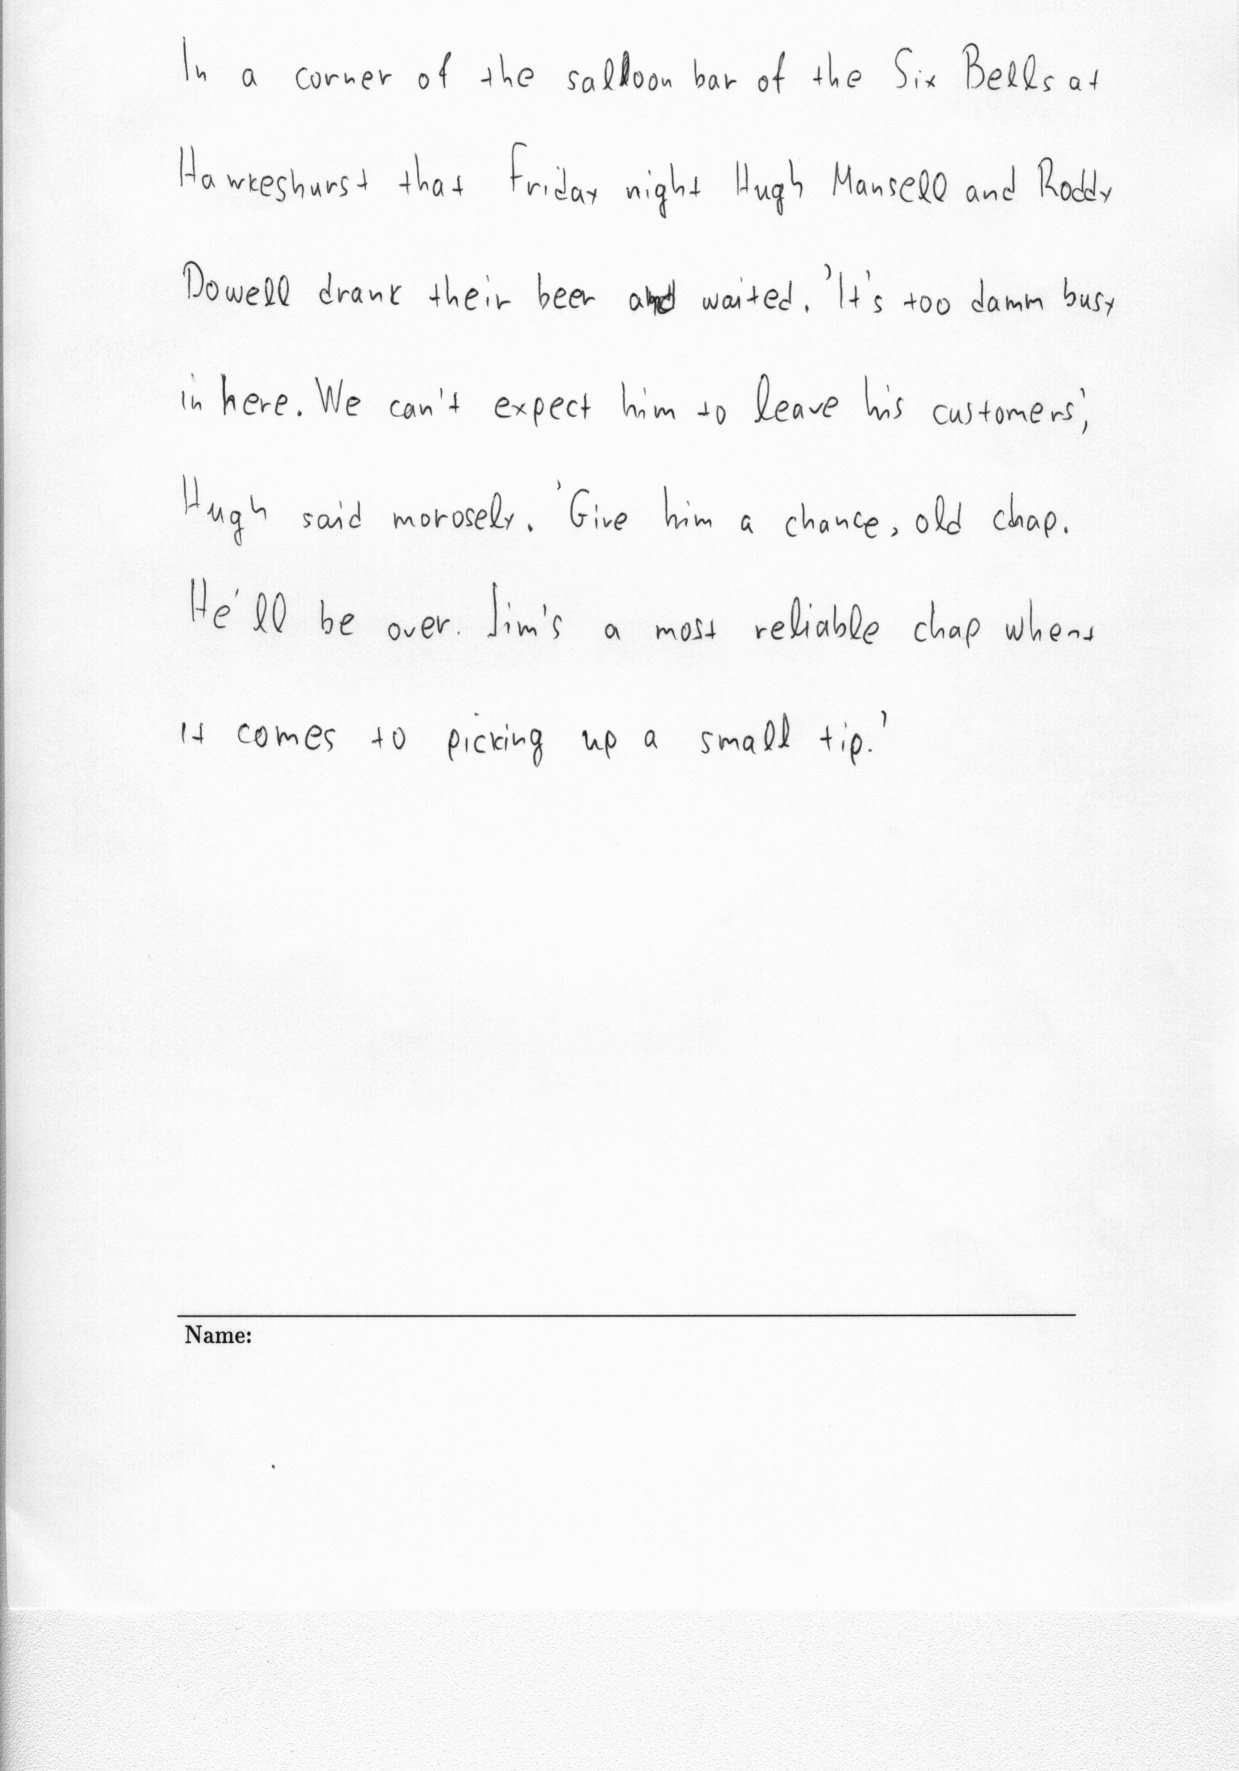 In a corner of the salloon bar of the Six Bells at
Hawkeshurst that Friday night Hugh Mansell and Roddy
Dowell drank their beer and waited. 'It's too damm busy
in here. We can't expect him to leave his customers',
Hugh said morosely. 'Give him a chance, old chap.
He'll be over. Jim's a most reliable chap whent
it comes to picking up a small tip.'
Name: